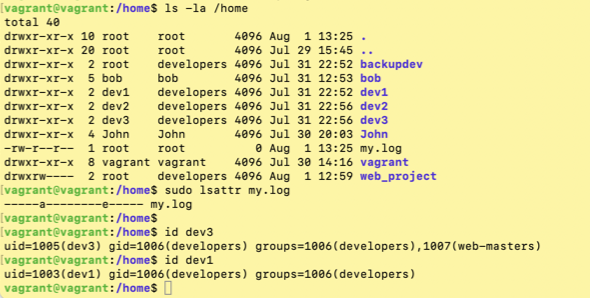 [vagrant@vagrant:/home$ ls -la /home
total 40
drwxr-xr-x 10 root    root       4096 Aug  1 13:25 .
drwxr-xr-x 20 root    root       4096 Jul 29 15:45 ..
drwxr-xr-x  2 root    developers 4096 Jul 31 22:52 backupdev
drwxr-xr-x  5 bob     bob        4096 Jul 31 12:53 bob
drwxr-xr-x  2 dev1    developers 4096 Jul 31 22:52 dev1
drwxr-xr-x  2 dev2    developers 4096 Jul 31 22:56 dev2
drwxr-xr-x  2 dev3    developers 4096 Jul 31 22:56 dev3
drwxr-xr-x  4 John    John       4096 Jul 30 20:03 John
-rw-r--r--  1 root    root          0 Aug  1 13:25 my.log
drwxr-xr-x  8 vagrant vagrant    4096 Jul 30 14:16 vagrant
drwxrw----  2 root    developers 4096 Aug  1 12:59 web_project
[vagrant@vagrant:/home$ sudo lsattr my.log
-----a--------e----- my.log
[vagrant@vagrant:/home$
[vagrant@vagrant:/home$ id dev3
uid=1005(dev3) gid=1006(developers) groups=1006(developers),1007(web-masters)
[vagrant@vagrant:/home$ id dev1
uid=1003(dev1) gid=1006(developers) groups=1006(developers)
vagrant@vagrant:/home$